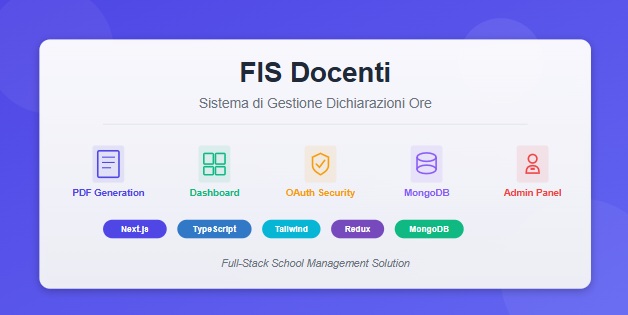 FIS Docenti
Sistema di Gestione Dichiarazioni Ore
PDF Generation Dashboard OAuth Security MongoDB Admin Panel
Next.js TypeScript Tailwind Redux MongoDB
Full-Stack School Management Solution